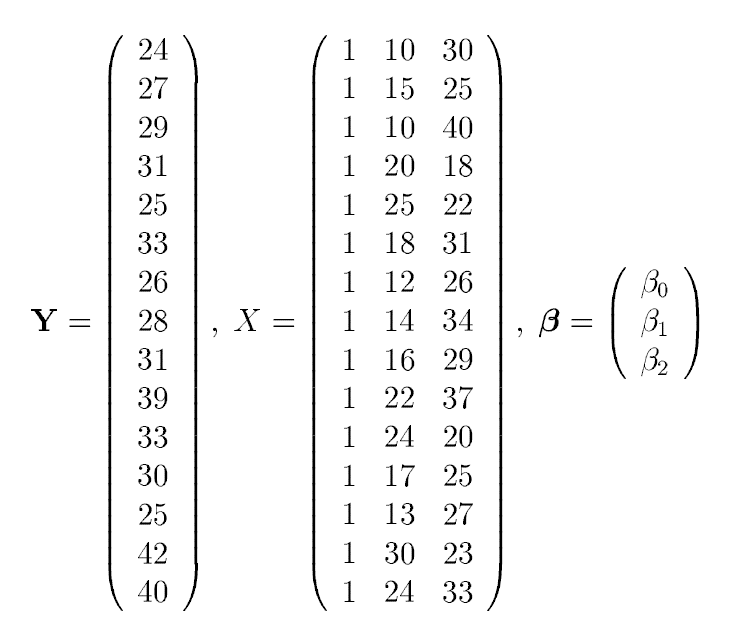 24 1 10 30
27 1 15 25
29 1 10 40
31 1 20 18
25 1 25 22
33 1 18 31
26 1 12 26 β₀
Y = 28 , X = 1 14 34 , β = β₁
31 1 16 29 β₂
39 1 22 37
33 1 24 20
30 1 17 25
25 1 13 27
42 1 30 23
40 1 24 33